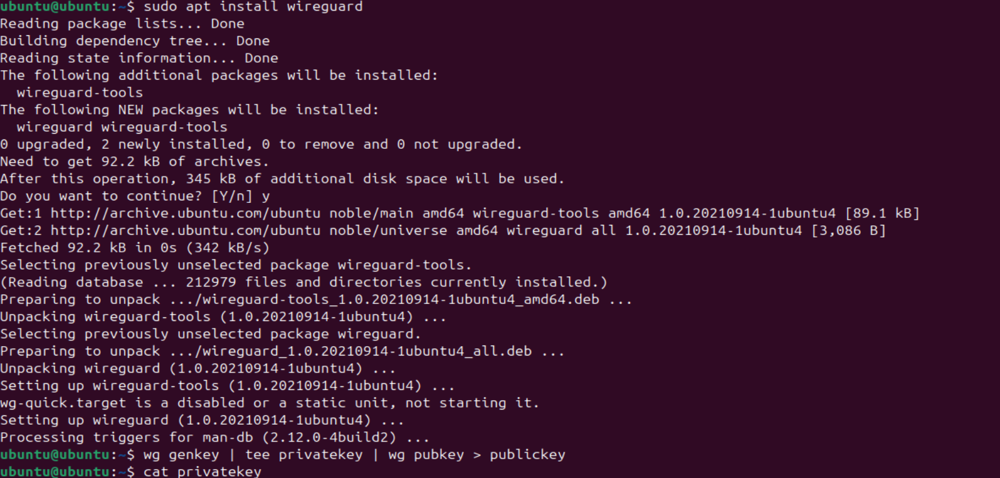 ubuntu@ubuntu:~$ sudo apt install wireguard
Reading package lists... Done
Building dependency tree... Done
Reading state information... Done
The following additional packages will be installed:
  wireguard-tools
The following NEW packages will be installed:
  wireguard wireguard-tools
0 upgraded, 2 newly installed, 0 to remove and 0 not upgraded.
Need to get 92.2 kB of archives.
After this operation, 345 kB of additional disk space will be used.
Do you want to continue? [Y/n] y
Get:1 http://archive.ubuntu.com/ubuntu noble/main amd64 wireguard-tools amd64 1.0.20210914-1ubuntu4 [89.1 kB]
Get:2 http://archive.ubuntu.com/ubuntu noble/universe amd64 wireguard all 1.0.20210914-1ubuntu4 [3,086 B]
Fetched 92.2 kB in 0s (342 kB/s)
Selecting previously unselected package wireguard-tools.
(Reading database ... 212979 files and directories currently installed.)
Preparing to unpack .../wireguard-tools_1.0.20210914-1ubuntu4_amd64.deb ...
Unpacking wireguard-tools (1.0.20210914-1ubuntu4) ...
Selecting previously unselected package wireguard.
Preparing to unpack .../wireguard_1.0.20210914-1ubuntu4_all.deb ...
Unpacking wireguard (1.0.20210914-1ubuntu4) ...
Setting up wireguard-tools (1.0.20210914-1ubuntu4) ...
wg-quick.target is a disabled or a static unit, not starting it.
Setting up wireguard (1.0.20210914-1ubuntu4) ...
Processing triggers for man-db (2.12.0-4build2) ...
ubuntu@ubuntu:~$ wg genkey | tee privatekey | wg pubkey > publickey
ubuntu@ubuntu:~$ cat privatekey